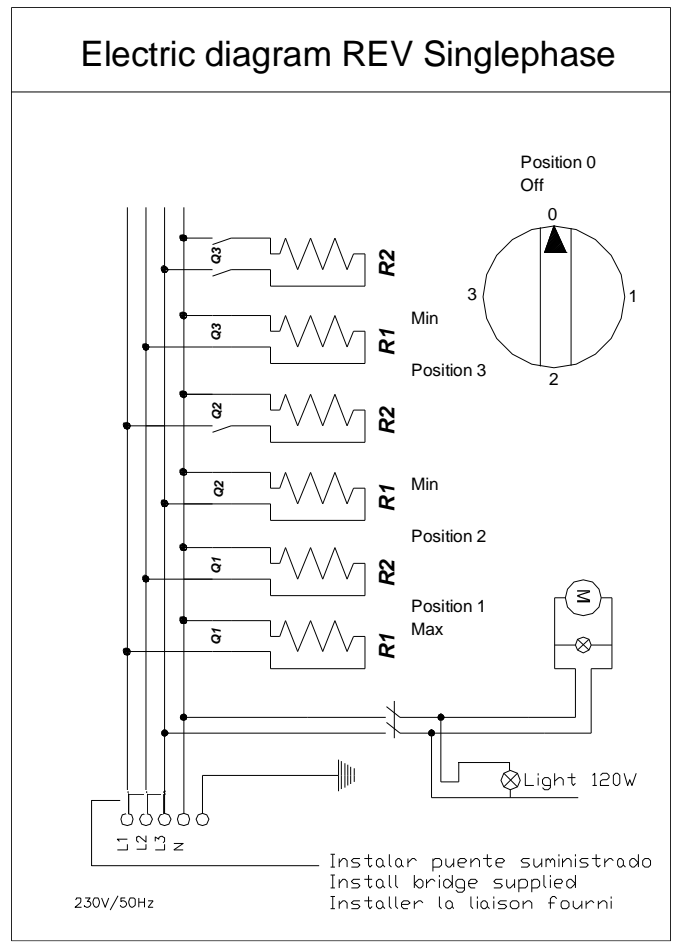 Electric diagram REV Singlephase
Position 0
Off
0
3
1
2
Q3
R2
Q3
R1
Min
Position 3
Q2
R2
Q2
R1
Min
Position 2
Q1
R2
Position 1
Max
Q1
R1
M
Light 120W
L1
L2
L3
N
Instalar puente suministrado
Install bridge supplied
230V/50Hz
Installer la liaison fourni